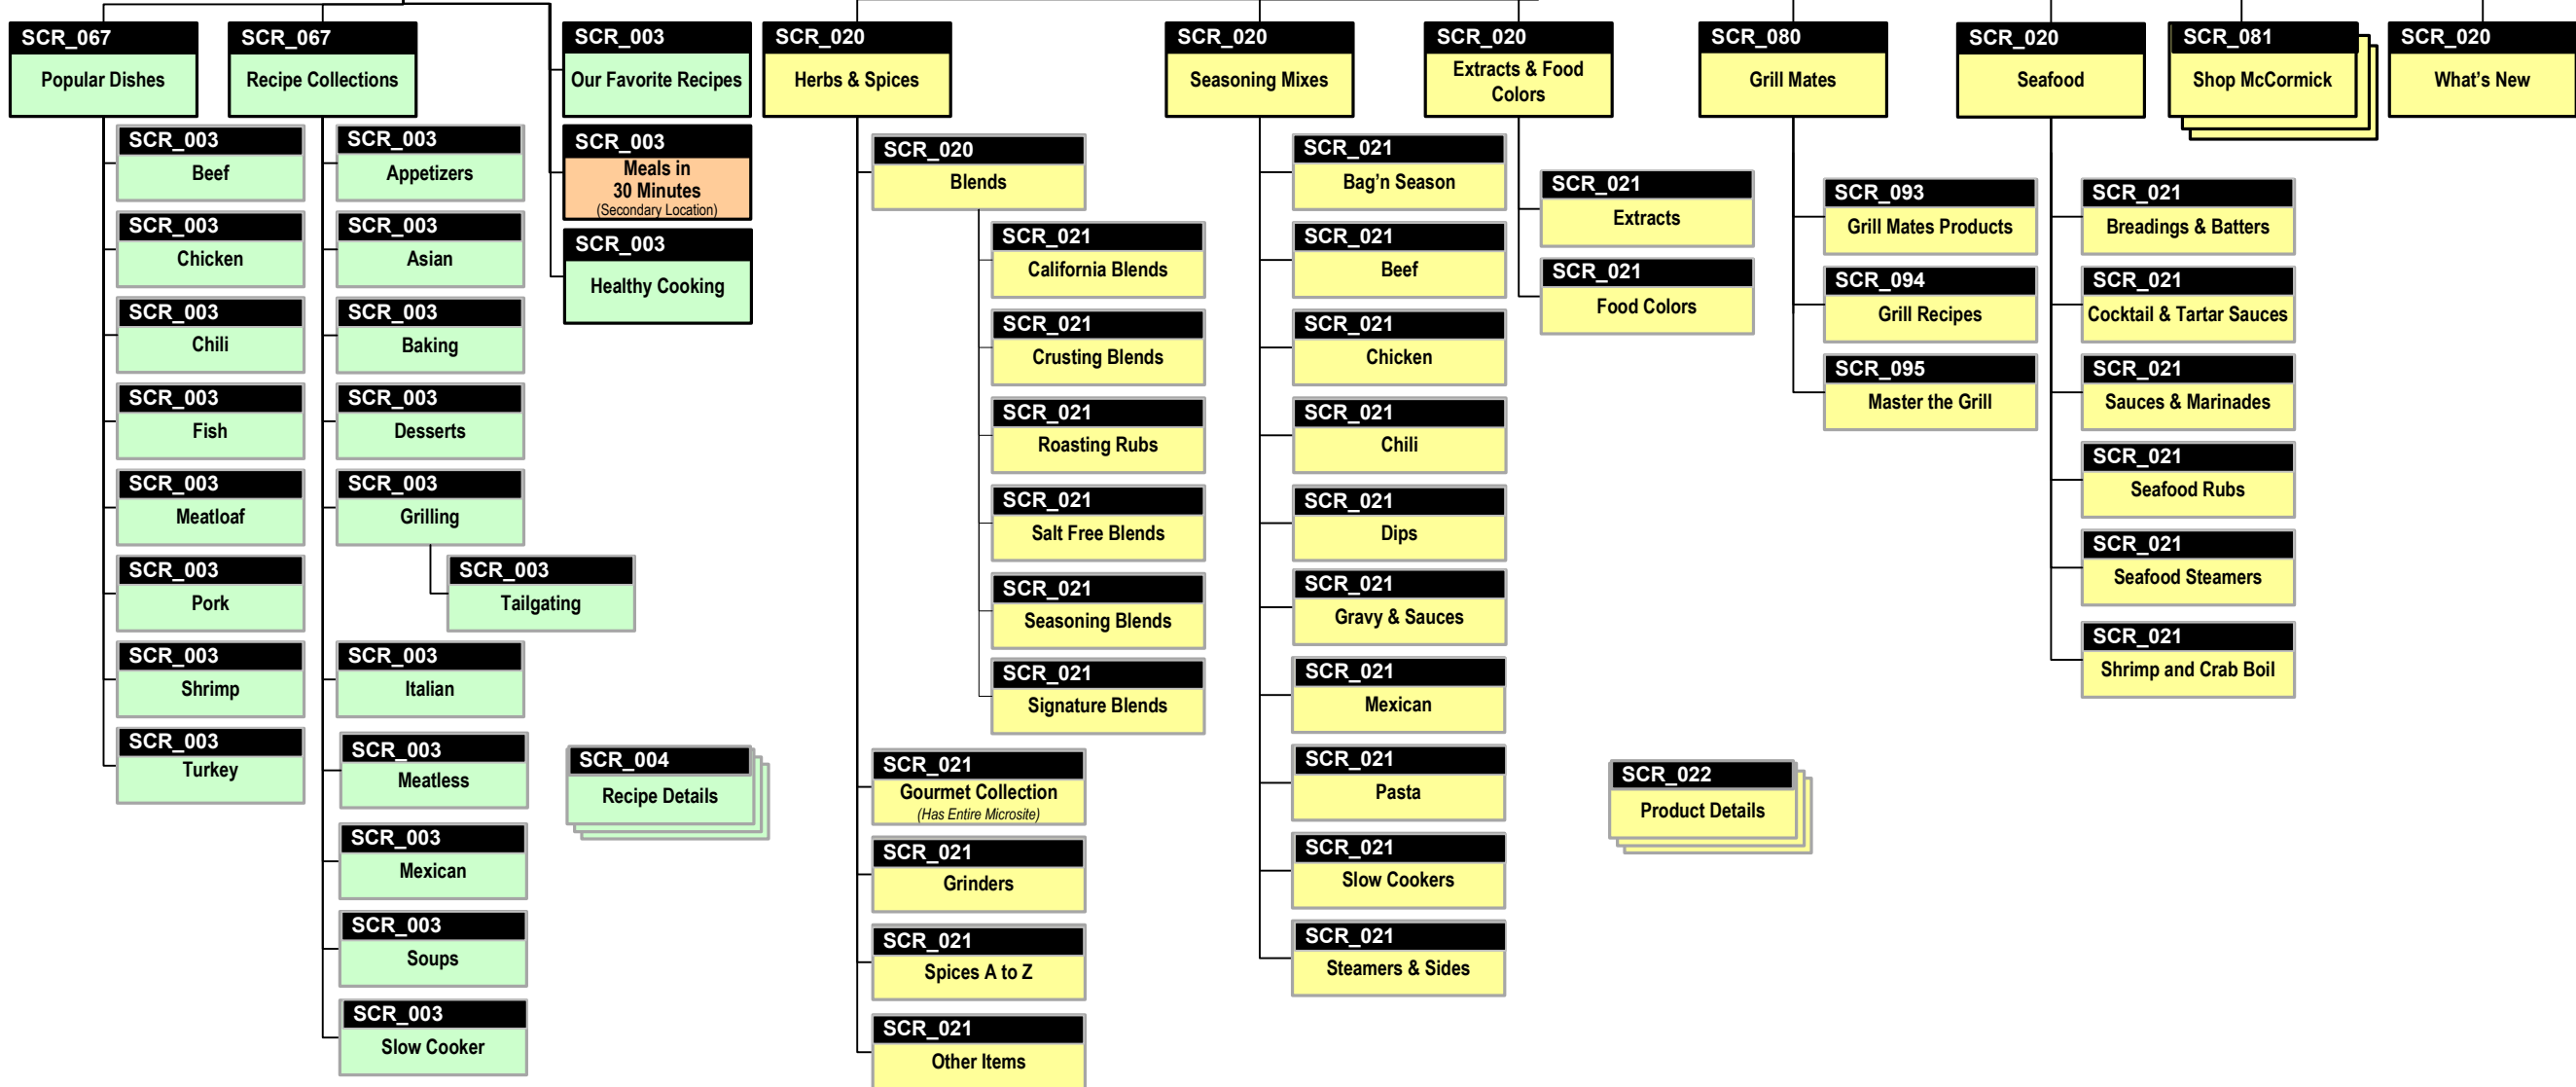 SCR_067
Popular Dishes
SCR_003
Beef
SCR_003
Chicken
SCR_003
Chili
SCR_003
Fish
SCR_003
Meatloaf
SCR_003
Pork
SCR_003
Shrimp
SCR_003
Turkey
SCR_067
Recipe Collections
SCR_003
Appetizers
SCR_003
Asian
SCR_003
Baking
SCR_003
Desserts
SCR_003
Grilling
SCR_003
Tailgating
SCR_003
Italian
SCR_003
Meatless
SCR_003
Mexican
SCR_003
Soups
SCR_003
Slow Cooker
SCR_003
Our Favorite Recipes
SCR_003
Meals in
30 Minutes
(Secondary Location)
SCR_003
Healthy Cooking
SCR_004
Recipe Details
SCR_020
Herbs & Spices
SCR_020
Blends
SCR_021
California Blends
SCR_021
Crusting Blends
SCR_021
Roasting Rubs
SCR_021
Salt Free Blends
SCR_021
Seasoning Blends
SCR_021
Signature Blends
SCR_021
Gourmet Collection
(Has Entire Microsite)
SCR_021
Grinders
SCR_021
Spices A to Z
SCR_021
Other Items
SCR_020
Seasoning Mixes
SCR_021
Bag’n Season
SCR_021
Beef
SCR_021
Chicken
SCR_021
Chili
SCR_021
Dips
SCR_021
Gravy & Sauces
SCR_021
Mexican
SCR_021
Pasta
SCR_021
Slow Cookers
SCR_021
Steamers & Sides
SCR_020
Extracts & Food
Colors
SCR_021
Extracts
SCR_021
Food Colors
SCR_080
Grill Mates
SCR_093
Grill Mates Products
SCR_094
Grill Recipes
SCR_095
Master the Grill
SCR_022
Product Details
SCR_020
Seafood
SCR_021
Breadings & Batters
SCR_021
Cocktail & Tartar Sauces
SCR_021
Sauces & Marinades
SCR_021
Seafood Rubs
SCR_021
Seafood Steamers
SCR_021
Shrimp and Crab Boil
SCR_081
Shop McCormick
SCR_020
What’s New